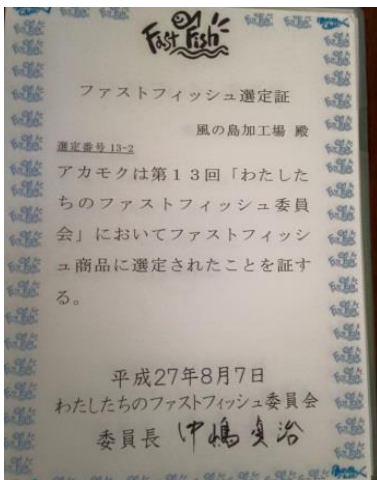 Fast Fish
ファストフィッシュ選定証
風の島加工場 殿
選定番号 13-2
アカモクは第１３回「わたした
ちのファストフィッシュ委員
会」においてファストフィッシ
ュ商品に選定されたことを証す
る。
平成27年8月7日
わたしたちのファストフィッシュ委員会
委員長 中嶋貞治